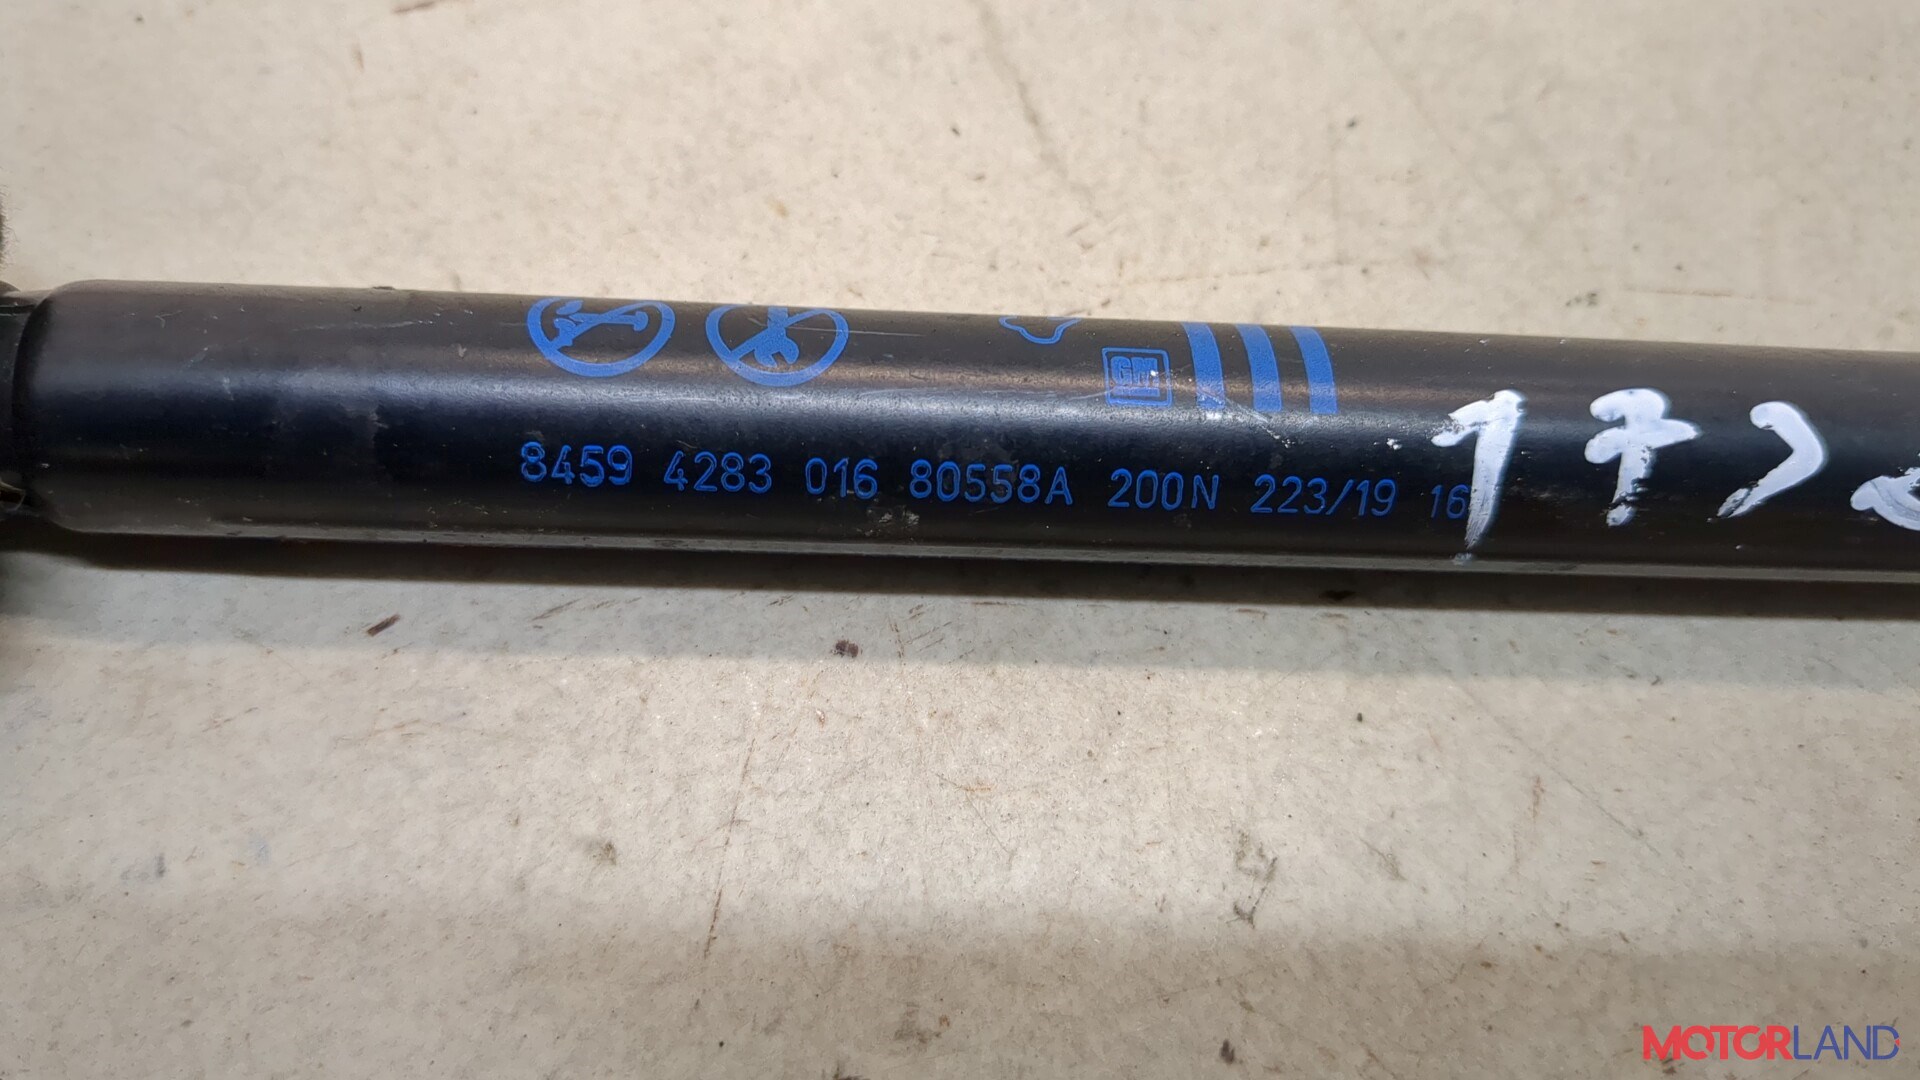 GM
8459 4283 016 80558A 200N 223/19 16
MOTORLAND